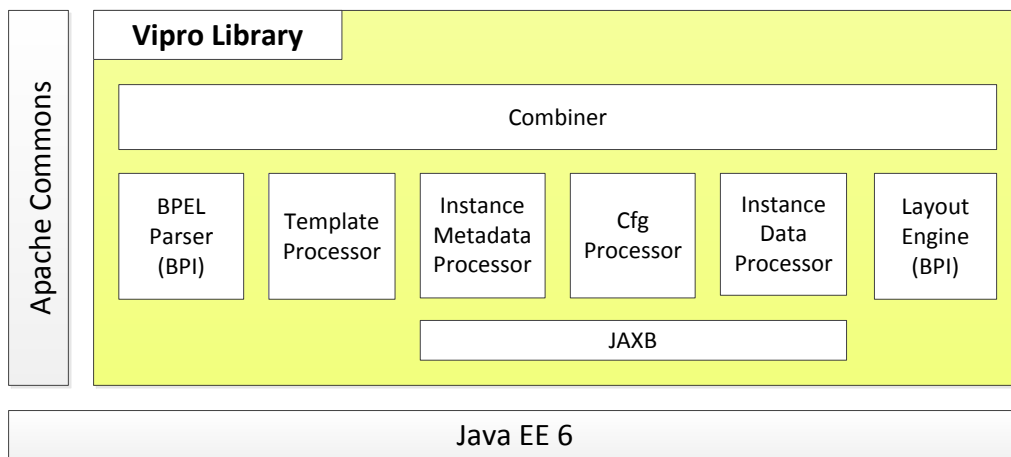 Apache Commons
Vipro Library
Combiner
BPEL
Parser
(BPI)
Template
Processor
Instance
Metadata
Processor
Cfg
Processor
Instance
Data
Processor
Layout
Engine
(BPI)
JAXB
Java EE 6